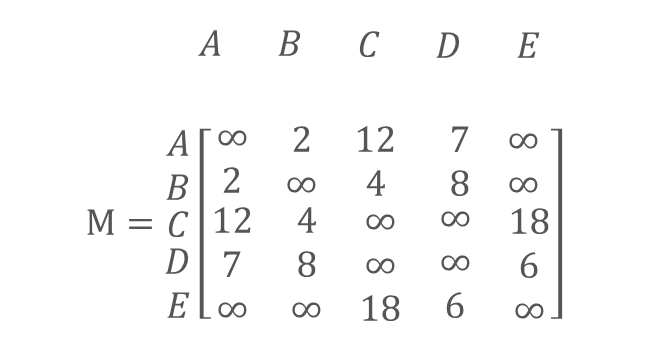 A B C D E
A ∞ 2 12 7 ∞
B 2 ∞ 4 8 ∞
M = C 12 4 ∞ ∞ 18
D 7 8 ∞ ∞ 6
E ∞ ∞ 18 6 ∞